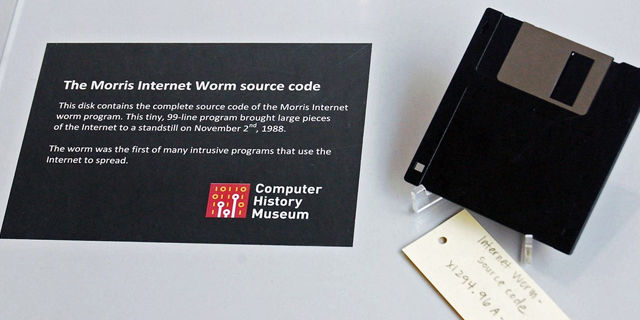 The Morris Internet Worm source code
This disk contains the complete source code of the Morris Internet
worm program. This tiny, 99-line program brought large pieces
of the Internet to a standstill on November 2nd, 1988.
The worm was the first of many intrusive programs that use the
Internet to spread.
Computer
History
Museum
Internet Worm-
source code
X1294.96A-